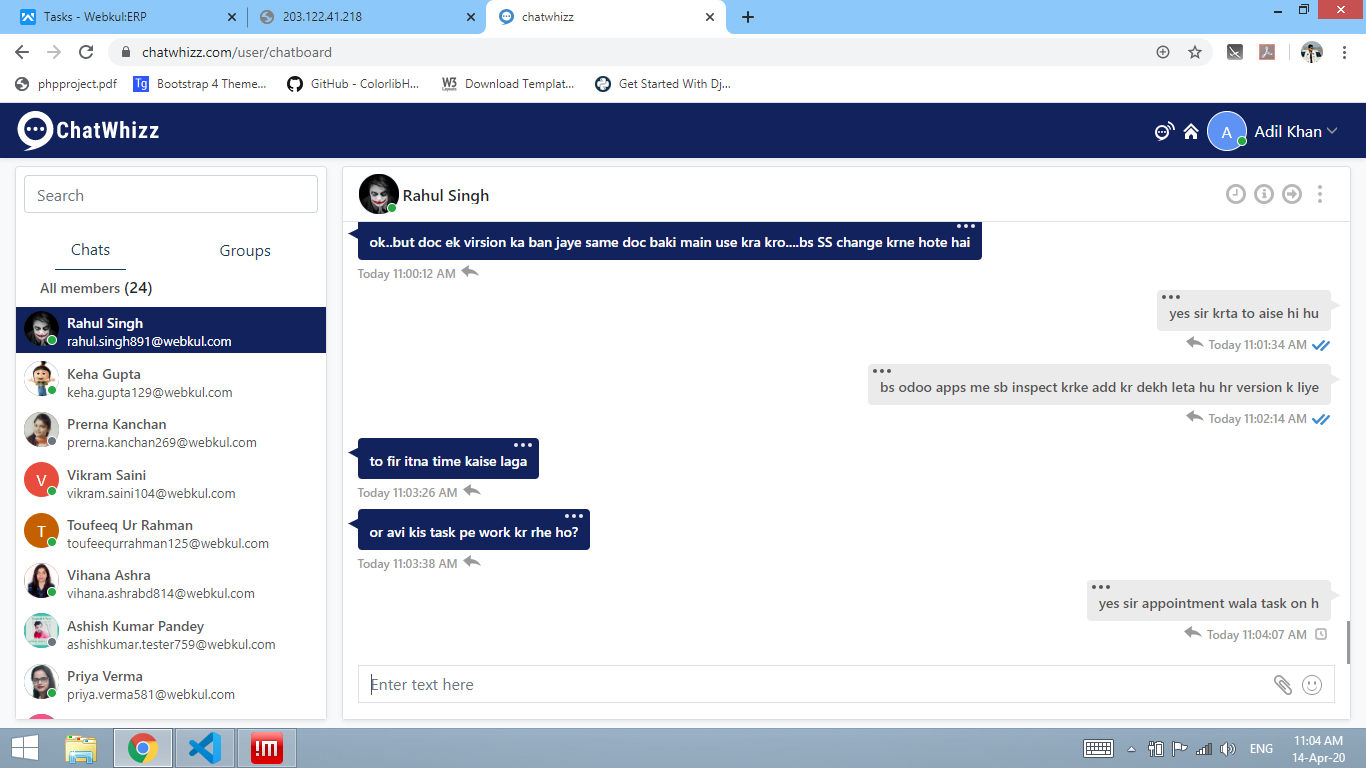 Tasks - Webkul:ERP
203.122.41.218
chatwhizz
chatwhizz.com/user/chatboard
phpproject.pdf
Tg Bootstrap 4 Theme...
GitHub - ColorlibH...
W3 Download Templat...
Get Started With Dj...
ChatWhizz
A Adil Khan
Search
Chats Groups
All members (24)
Rahul Singh
rahul.singh891@webkul.com
Keha Gupta
keha.gupta129@webkul.com
Prerna Kanchan
prerna.kanchan269@webkul.com
V Vikram Saini
vikram.saini104@webkul.com
T Toufeeq Ur Rahman
toufeequrrahman125@webkul.com
Vihana Ashra
vihana.ashrabd814@webkul.com
Ashish Kumar Pandey
ashishkumar.tester759@webkul.com
Priya Verma
priya.verma581@webkul.com
Rahul Singh
ok..but doc ek virsion ka ban jaye same doc baki main use kra kro....bs SS change krne hote hai
Today 11:00:12 AM
yes sir krta to aise hi hu
Today 11:01:34 AM
bs odoo apps me sb inspect krke add kr dekh leta hu hr version k liye
Today 11:02:14 AM
to fir itna time kaise laga
Today 11:03:26 AM
or avi kis task pe work kr rhe ho?
Today 11:03:38 AM
yes sir appointment wala task on h
Today 11:04:07 AM
Enter text here
!M
ENG
11:04 AM
14-Apr-20